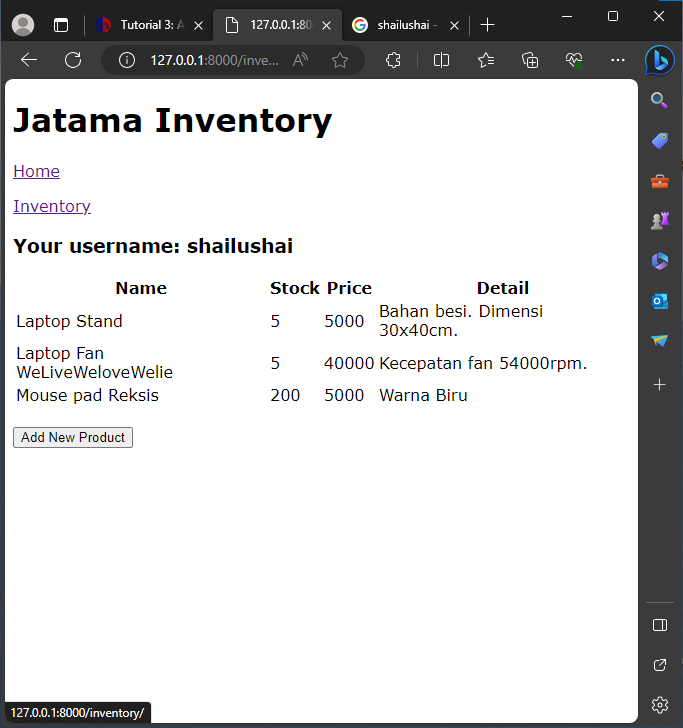 Tutorial 3: A
127.0.0.1:80
shailushai -
127.0.0.1:8000/inve...
Jatama Inventory
Home
Inventory
Your username: shailushai
Name Stock Price Detail
Laptop Stand 5 5000 Bahan besi. Dimensi
30x40cm.
Laptop Fan
WeLiveWeloveWelie 5 40000 Kecepatan fan 54000rpm.
Mouse pad Reksis 200 5000 Warna Biru
Add New Product
127.0.0.1:8000/inventory/